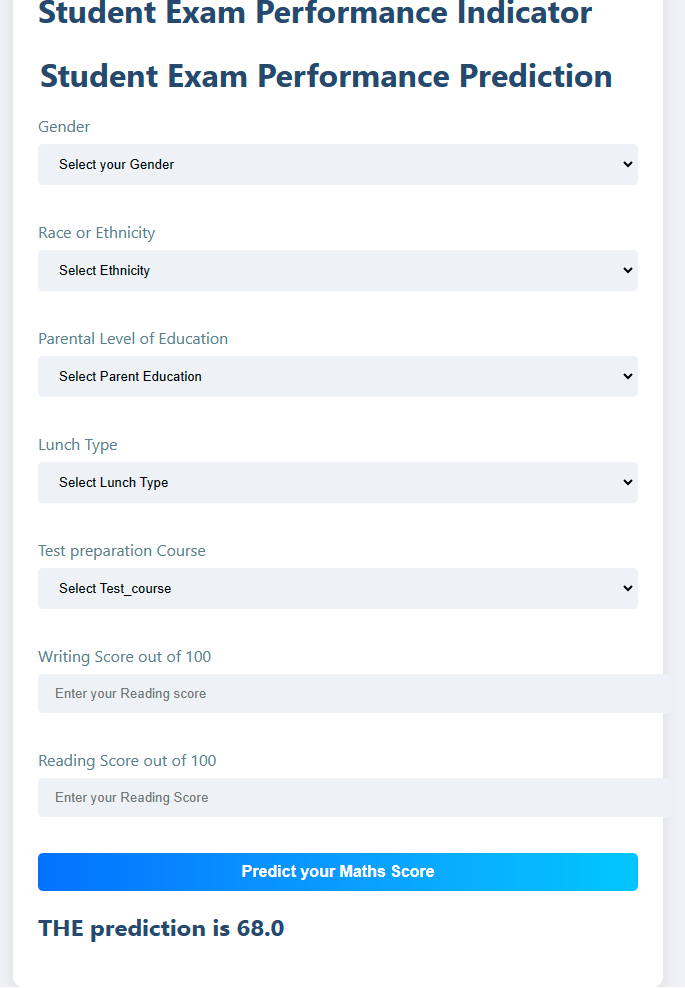 Student Exam Performance Indicator
Student Exam Performance Prediction
Gender
Select your Gender
Race or Ethnicity
Select Ethnicity
Parental Level of Education
Select Parent Education
Lunch Type
Select Lunch Type
Test preparation Course
Select Test_course
Writing Score out of 100
Enter your Reading score
Reading Score out of 100
Enter your Reading Score
Predict your Maths Score
THE prediction is 68.0